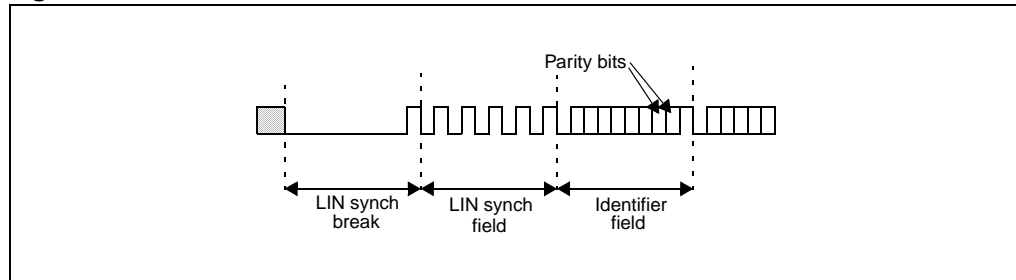 Parity bits
LIN synch
break
LIN synch
field
Identifier
field